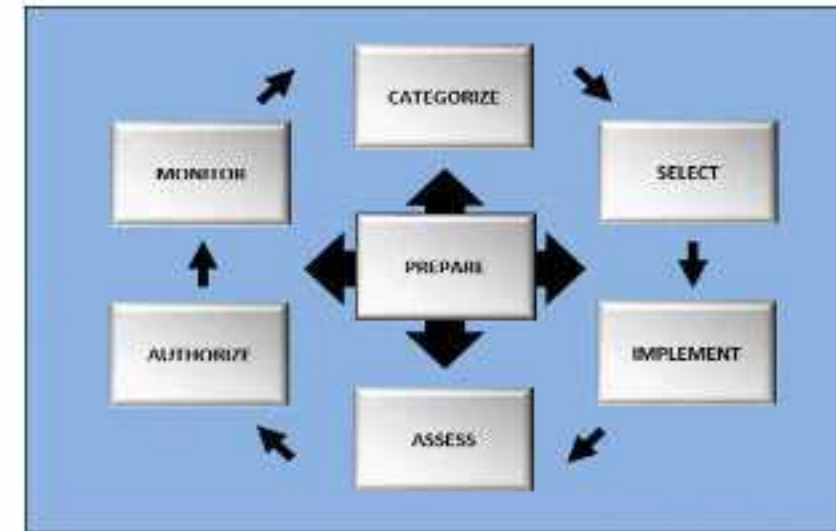 CATEGORIZE
MONITOR
SELECT
PREPARE
AUTHORIZE
IMPLEMENT
ASSESS